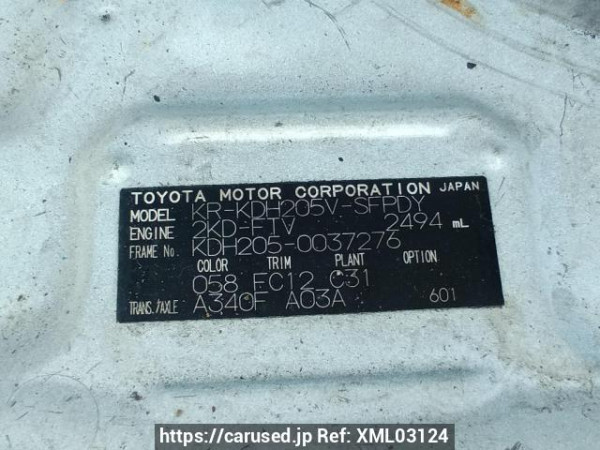 TOYOTA MOTOR CORPORATION JAPAN
MODEL KR-KDH205V-SFPDY
ENGINE 2KD-FTV 2494 mL
FRAME No. KDH205-0037276
COLOR TRIM PLANT OPTION
058 FC12 C31
TRANS./AXLE A340F A03A 601
https://carused.jp Ref: XML03124